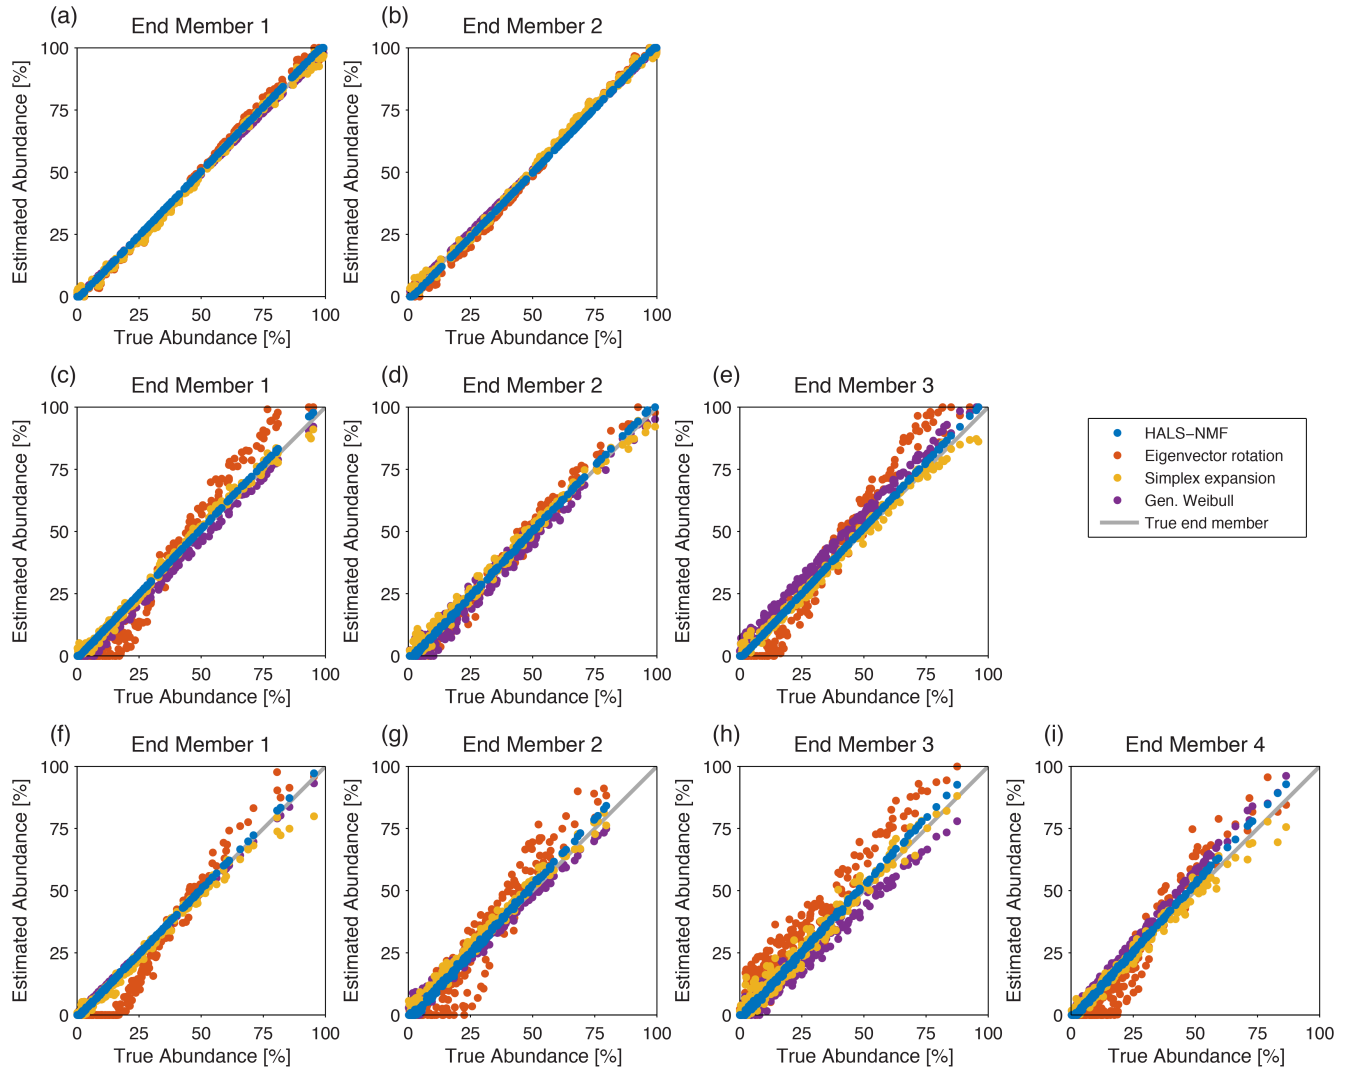 (a) End Member 1
(b) End Member 2
Estimated Abundance [%]
100
75
50
25
0
0 25 50 75 100
True Abundance [%]
Estimated Abundance [%]
100
75
50
25
0
0 25 50 75 100
True Abundance [%]
(c) End Member 1
(d) End Member 2
(e) End Member 3
Estimated Abundance [%]
100
75
50
25
0
0 25 50 75 100
True Abundance [%]
Estimated Abundance [%]
100
75
50
25
0
0 25 50 75 100
True Abundance [%]
Estimated Abundance [%]
100
75
50
25
0
0 25 50 75 100
True Abundance [%]
HALS−NMF
Eigenvector rotation
Simplex expansion
Gen. Weibull
True end member
(f) End Member 1
(g) End Member 2
(h) End Member 3
(i) End Member 4
Estimated Abundance [%]
100
75
50
25
0
0 25 50 75 100
True Abundance [%]
Estimated Abundance [%]
100
75
50
25
0
0 25 50 75 100
True Abundance [%]
Estimated Abundance [%]
100
75
50
25
0
0 25 50 75 100
True Abundance [%]
Estimated Abundance [%]
100
75
50
25
0
0 25 50 75 100
True Abundance [%]